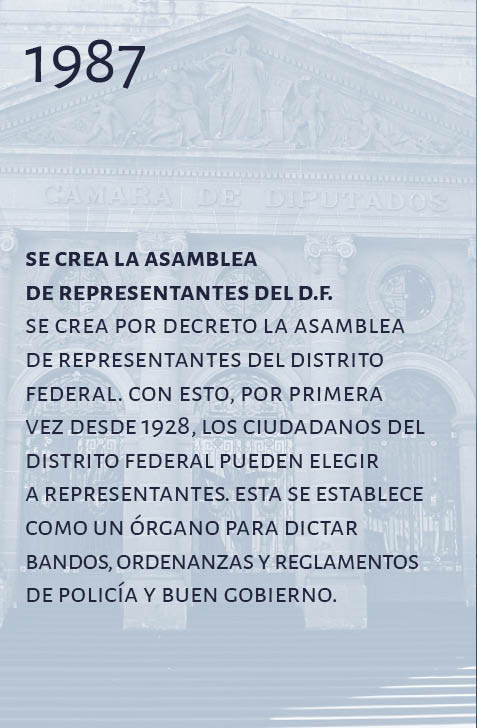 1987
CAMARA DE DIPUTADOS
SE CREA LA ASAMBLEA
DE REPRESENTANTES DEL D.F.
SE CREA POR DECRETO LA ASAMBLEA
DE REPRESENTANTES DEL DISTRITO
FEDERAL. CON ESTO, POR PRIMERA
VEZ DESDE 1928, LOS CIUDADANOS DEL
DISTRITO FEDERAL PUEDEN ELEGIR
A REPRESENTANTES. ESTA SE ESTABLECE
COMO UN ÓRGANO PARA DICTAR
BANDOS, ORDENANZAS Y REGLAMENTOS
DE POLICÍA Y BUEN GOBIERNO.